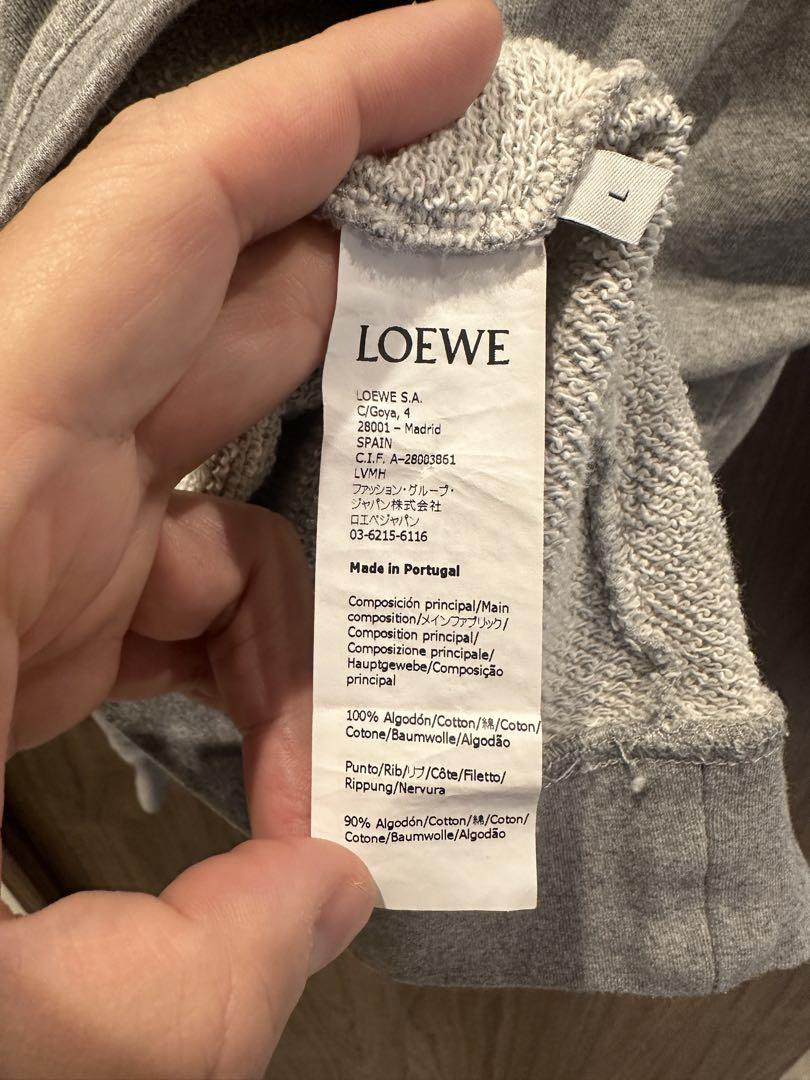 L
LOEWE
LOEWE S.A.
C/Goya, 4
28001 – Madrid
SPAIN
C.I.F. A-28003861
LVMH
ファッション・グループ・
ジャパン株式会社
ロエベジャパン
03-6215-6116
Made in Portugal
Composición principal/Main
composition/メインファブリック/
Composition principal/
Composizione principale/
Hauptgewebe/Composição
principal
100% Algodón/Cotton/綿/Coton/
Cotone/Baumwolle/Algodão
Punto/Rib/リブ/Côte/Filetto/
Rippung/Nervura
90% Algodón/Cotton/綿/Coton/
Cotone/Baumwolle/Algodão